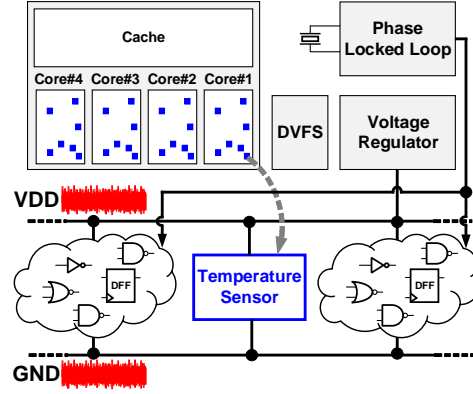 Cache
Core#4 Core#3 Core#2 Core#1
Phase
Locked Loop
DVFS
Voltage
Regulator
VDD
DFF
Temperature
Sensor
DFF
GND